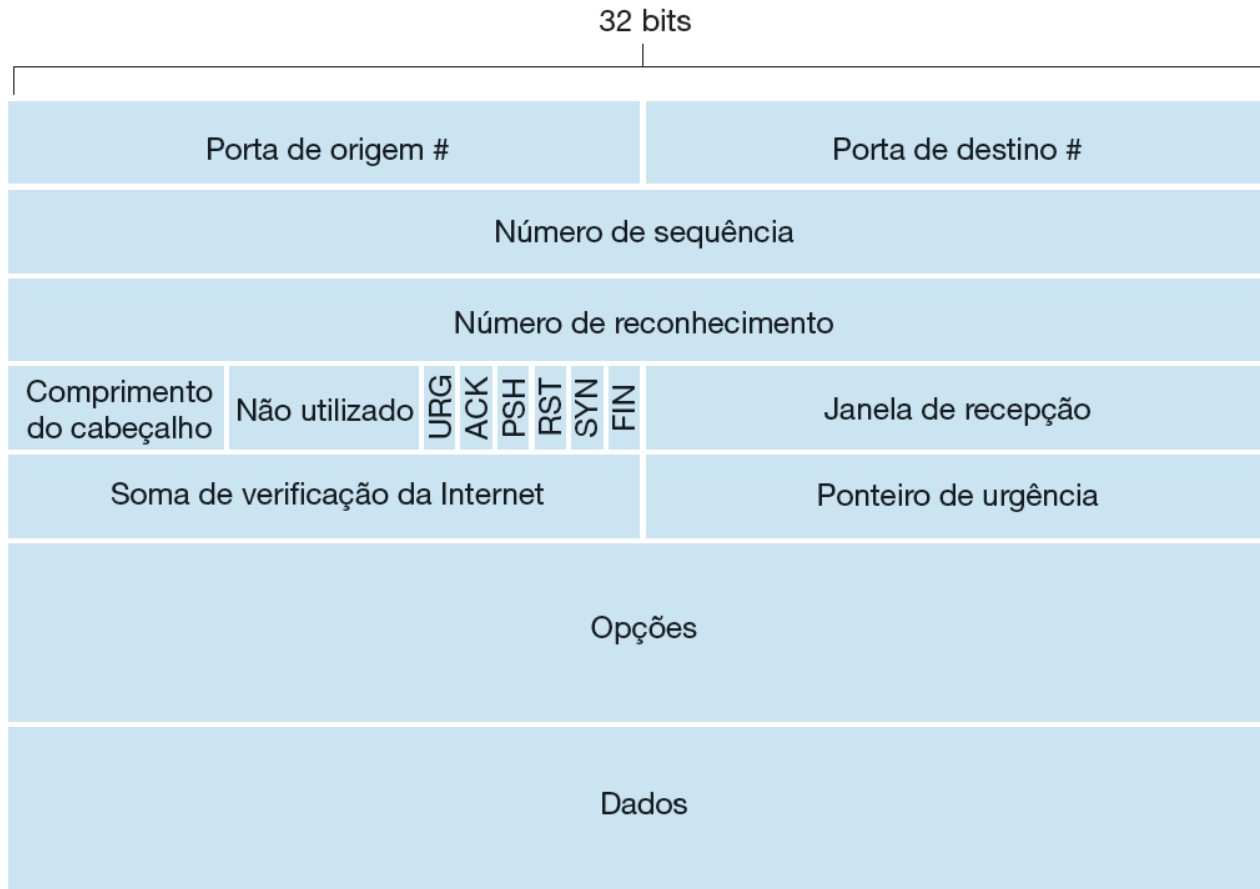 32 bits
Porta de origem #
Porta de destino #
Número de sequência
Número de reconhecimento
Comprimento
do cabeçalho
Não utilizado
URG
ACK
PSH
RST
SYN
FIN
Janela de recepção
Soma de verificação da Internet
Ponteiro de urgência
Opções
Dados